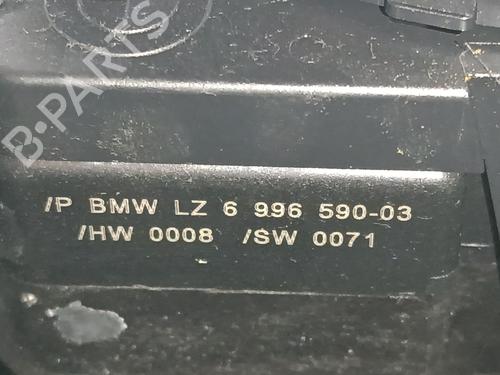 B-PARTS
/P BMW LZ 6 996 590-03
/HW 0008 /SW 0071